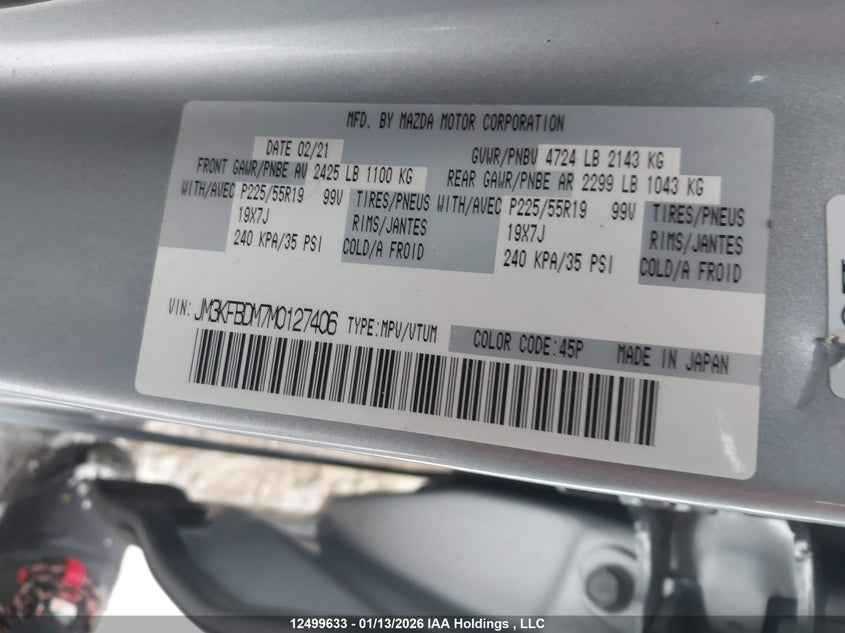 MFD. BY MAZDA MOTOR CORPORATION
DATE 02/21 GVWR/PNBV 4724 LB 2143 KG
FRONT GAWR/PNBE AV 2425 LB 1100 KG REAR GAWR/PNBE AR 2299 LB 1043 KG
WITH/AVEC P225/55R19 99V TIRES/PNEUS WITH/AVEC P225/55R19 99V TIRES/PNEUS
19X7J RIMS/JANTES 19X7J RIMS/JANTES
240 KPA/35 PSI COLD/A FROID 240 KPA/35 PSI COLD/A FROID
VIN: JM3KFBDM7M0127406 TYPE:MPV/VTUM COLOR CODE:45P MADE IN JAPAN
12499633 - 01/13/2026 IAA Holdings , LLC